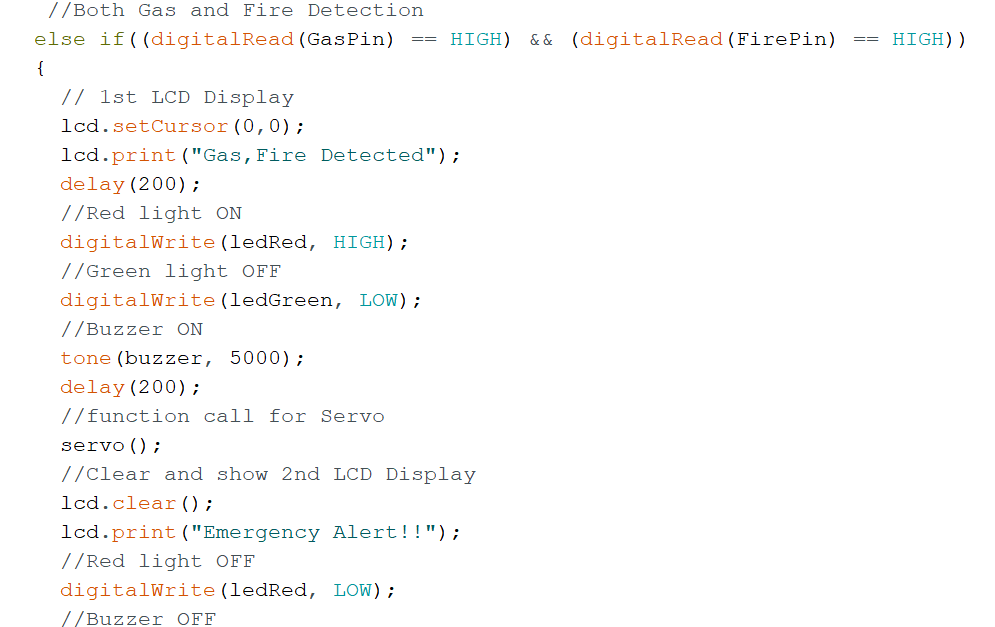 //Both Gas and Fire Detection
else if((digitalRead(GasPin) == HIGH) && (digitalRead(FirePin) == HIGH))
{
// 1st LCD Display
lcd.setCursor(0,0);
lcd.print("Gas,Fire Detected");
delay(200);
//Red light ON
digitalWrite(ledRed, HIGH);
//Green light OFF
digitalWrite(ledGreen, LOW);
//Buzzer ON
tone(buzzer, 5000);
delay(200);
//function call for Servo
servo();
//Clear and show 2nd LCD Display
lcd.clear();
lcd.print("Emergency Alert!!");
//Red light OFF
digitalWrite(ledRed, LOW);
//Buzzer OFF